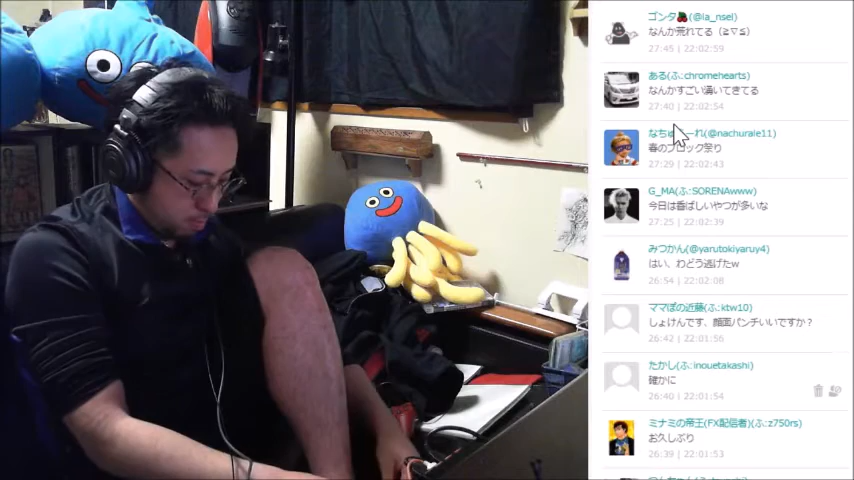 ゴンタ🍒(@ia_nsei)
なんか荒れてる（≧∇≦）
27:45 | 22:02:59
ある(ふ:chromehearts)
なんかすごい湧いてきてる
27:40 | 22:02:54
(@nachuraie11)
春のブロック祭り
27:29 | 22:02:43
G_MA(ふ:SORENAwww)
今日は香ばしいやつが多いな
27:25 | 22:02:39
みつかん(@yarutokiyaruy4)
はい、わどう逃げたw
26:54 | 22:02:08
ママぽの近藤(ふ:ktw10)
しょけんです、顔面パンチいいですか？
26:42 | 22:01:56
たかし(ふ:inouetakashi)
確かに
26:40 | 22:01:54
ミナミの帝王(FX配信者)(ふ:z750rs)
お久しぶり
26:39 | 22:01:53